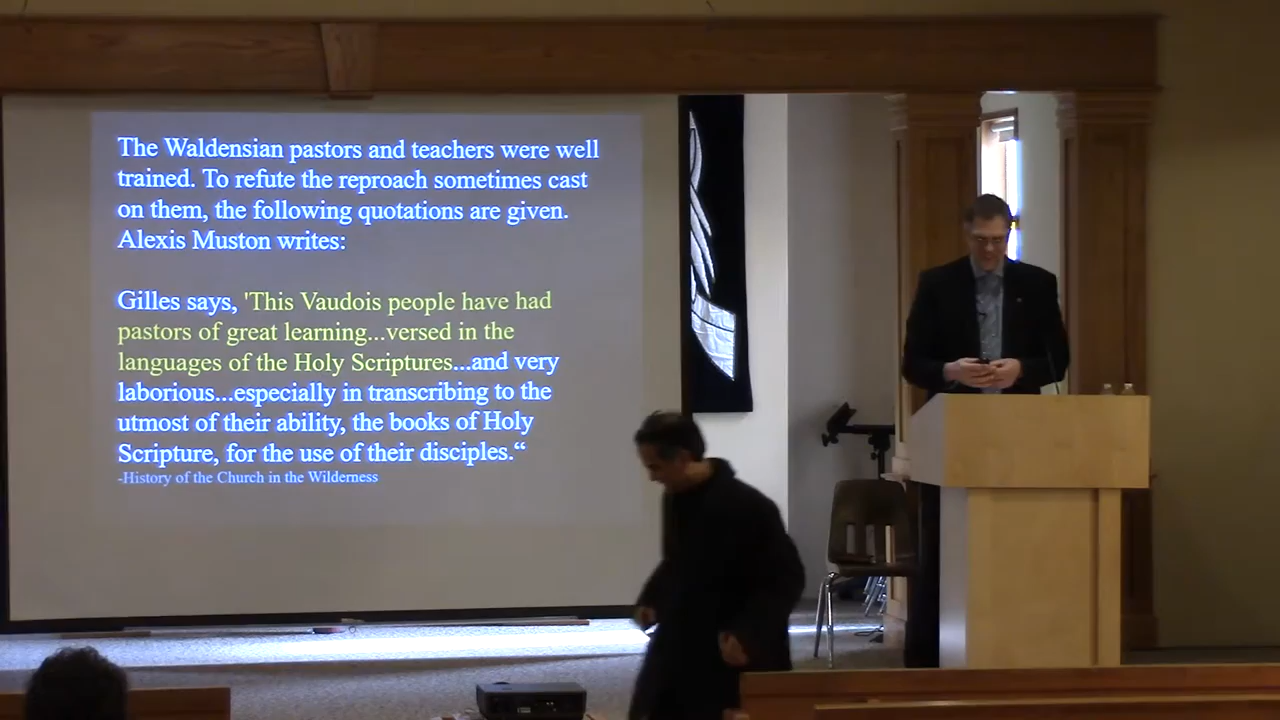 The Waldensian pastors and teachers were well
trained. To refute the reproach sometimes cast
on them, the following quotations are given.
Alexis Muston writes:
Gilles says, 'This Vaudois people have had
pastors of great learning...versed in the
languages of the Holy Scriptures...and very
laborious...especially in transcribing to the
utmost of their ability, the books of Holy
Scripture, for the use of their disciples.“
-History of the Church in the Wilderness